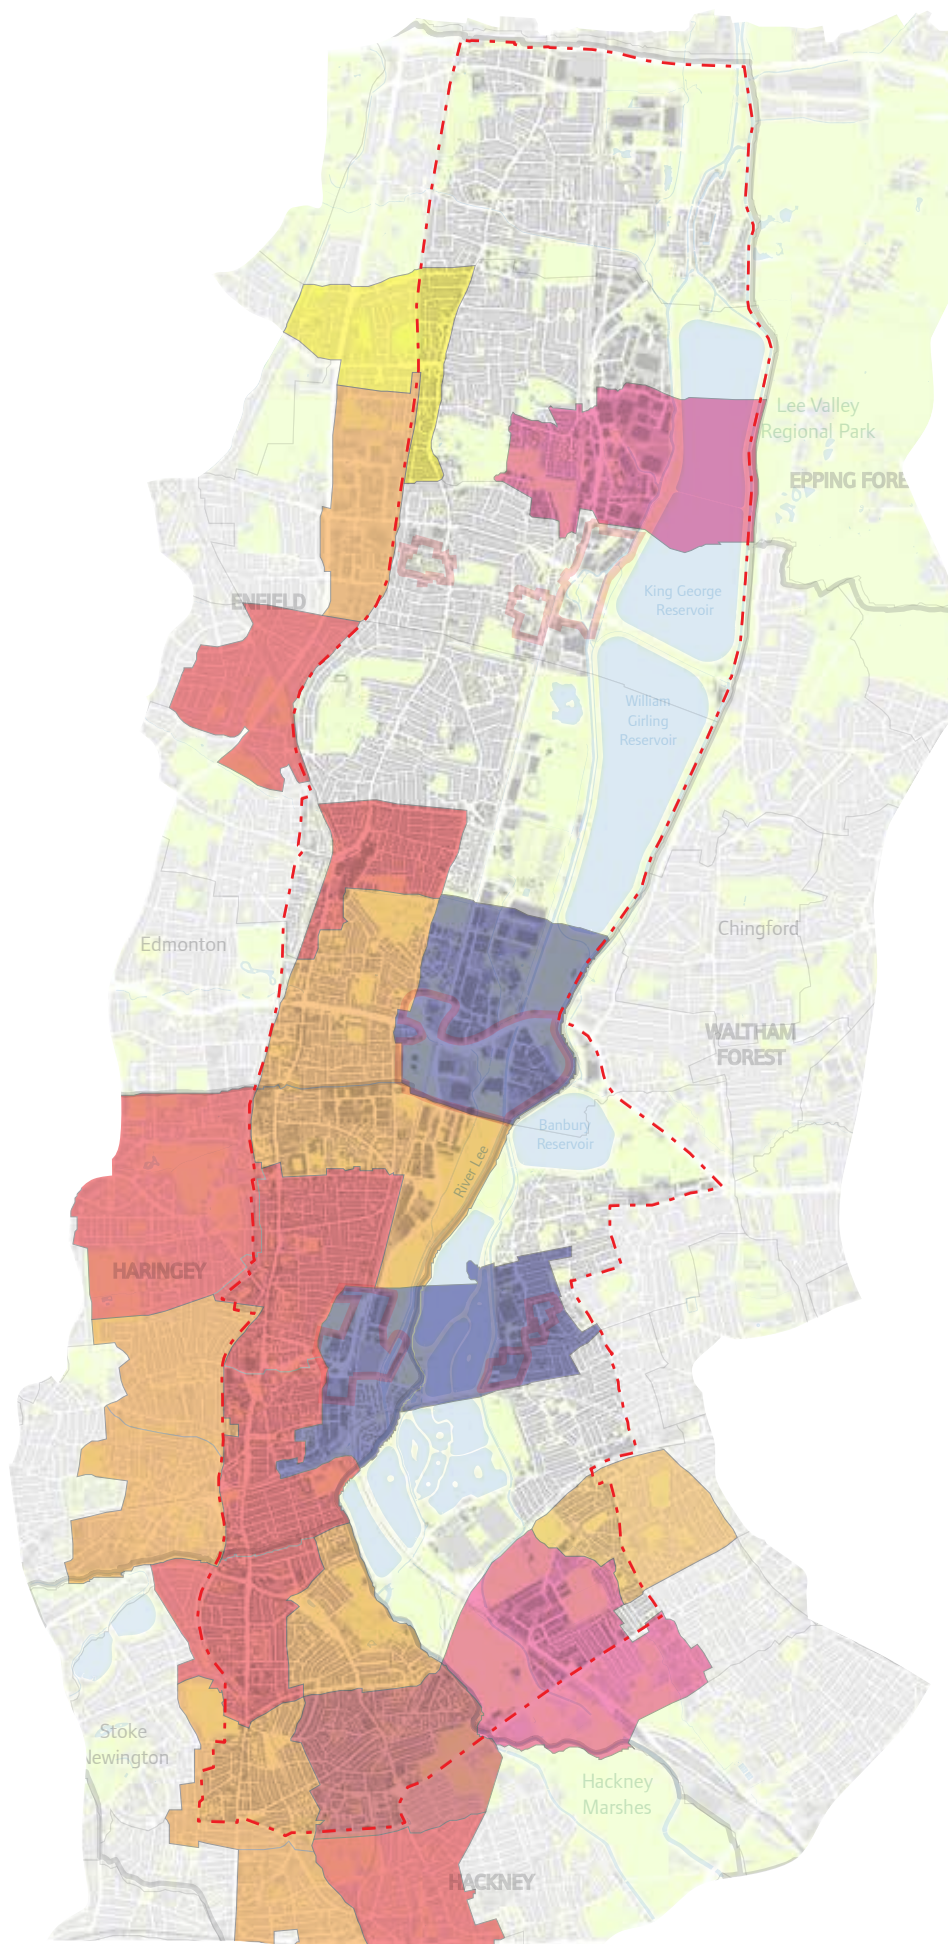 Lee Valley
Regional Park
EPPING FORE
King George
Reservoir
ENFIELD
William
Girling
Reservoir
Chingford
Edmonton
WALTHAM
FOREST
Banbury
Reservoir
River Lee
HARINGEY
Stoke
Newington
Hackney
Marshes
HACKNEY